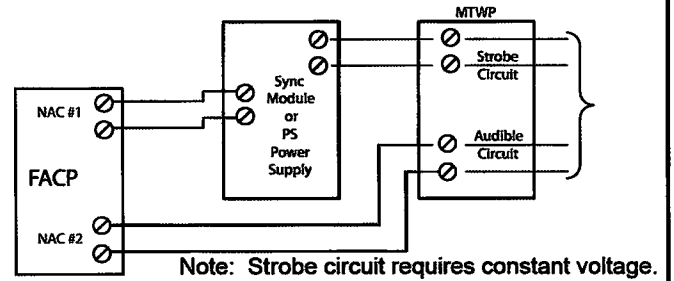 MTWP
Strobe
Circuit
Sync
Module
or
PS
Power
Supply
NAC #1
Audible
Circuit
FACP
NAC #2
Note: Strobe circuit requires constant voltage.